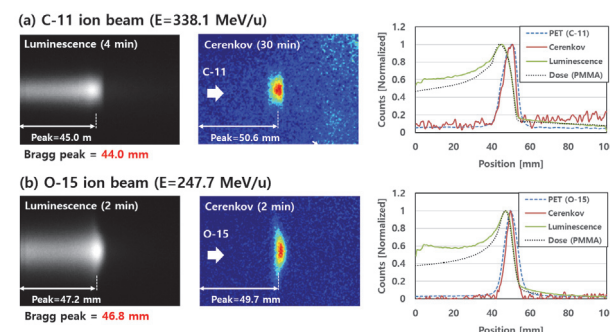 (a) C-11 ion beam (E=338.1 MeV/u)
Luminescence (4 min)
Peak=45.0 m
Bragg peak = 44.0 mm
Cerenkov (30 min)
C-11
Peak=50.6 mm
Counts [Normalized]
1.2
1
0.8
0.6
0.4
0.2
0
PET (C-11)
Cerenkov
Luminescence
Dose (PMMA)
0 20 40 60 80 100
Position [mm]
(b) O-15 ion beam (E=247.7 MeV/u)
Luminescence (2 min)
Peak=47.2 mm
Bragg peak = 46.8 mm
Cerenkov (2 min)
O-15
Peak=49.7 mm
Counts [Normalized]
1.2
1
0.8
0.6
0.4
0.2
0
PET (O-15)
Cerenkov
Luminescence
Dose (PMMA)
0 20 40 60 80 10
Position [mm]